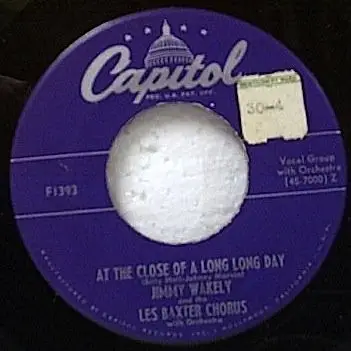 Capitol
REG. U.S. PAT. OFF.
30-4
F1393
Vocal Group
with Orchestra
(45-7000) Z
AT THE CLOSE OF A LONG LONG DAY
JIMMY WAKELY
and the
LES BAXTER CHORUS
with Orchestra